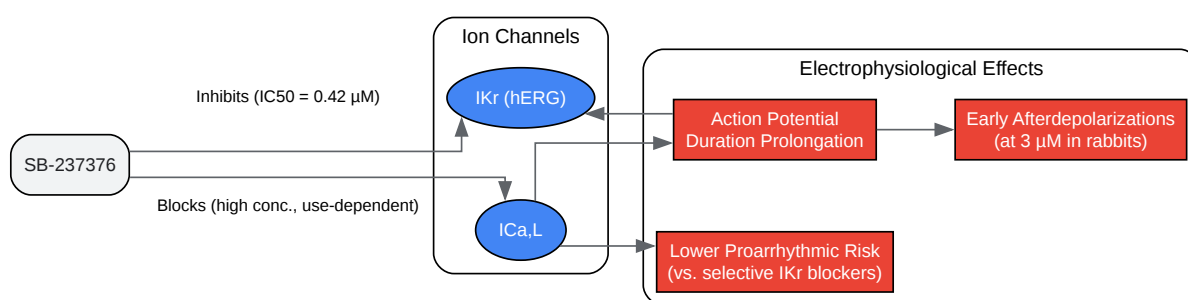 Ion Channels
Electrophysiological Effects
Inhibits (IC50 = 0.42 µM)
IKr (hERG)
Action Potential
Duration Prolongation
Early Afterdepolarizations
(at 3 µM in rabbits)
SB-237376
Blocks (high conc., use-dependent)
ICa,L
Lower Proarrhythmic Risk
(vs. selective IKr blockers)